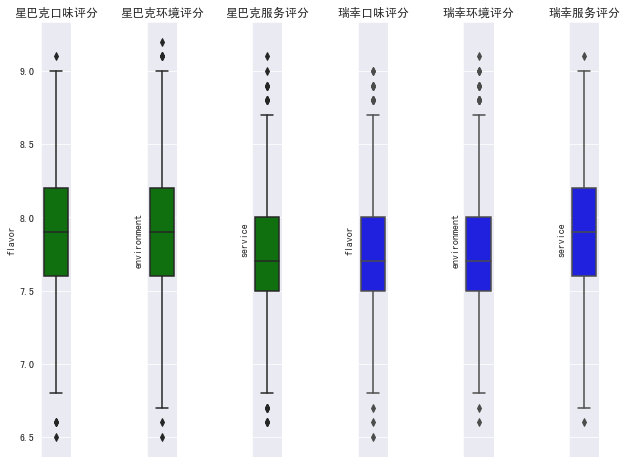 星巴克口味评分
星巴克环境评分
星巴克服务评分
瑞幸口味评分
瑞幸环境评分
瑞幸服务评分
9.0
8.5
8.0
7.5
7.0
6.5
flavor
environment
service
flavor
environment
service